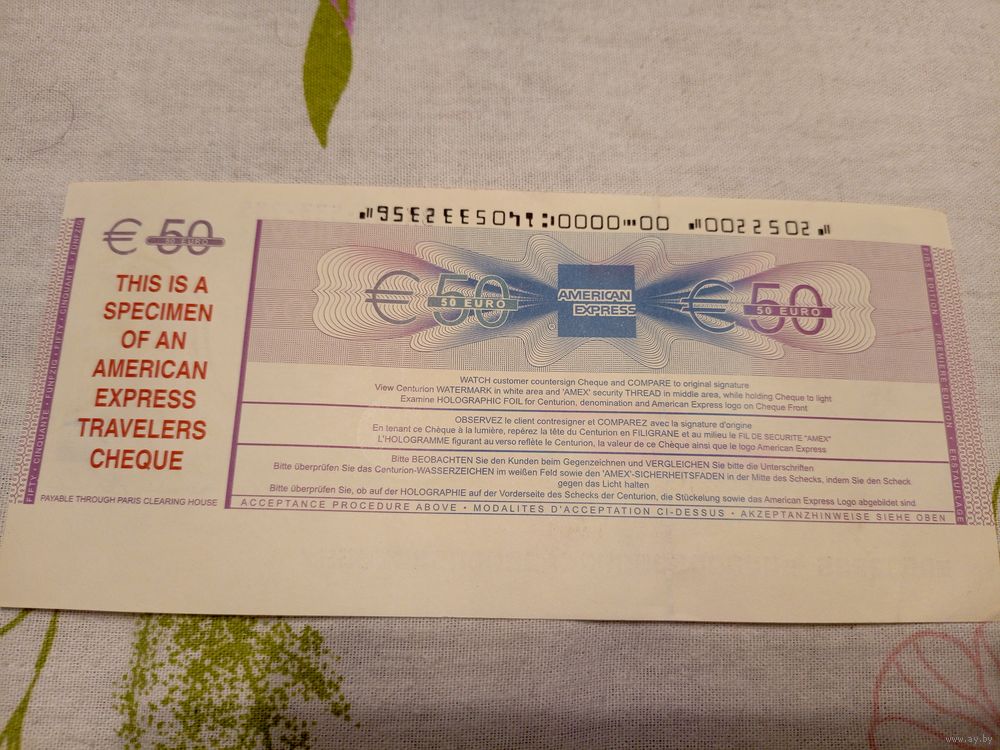 € 50
50 EURO
THIS IS A
SPECIMEN
OF AN
AMERICAN
EXPRESS
TRAVELERS
CHEQUE
PAYABLE THROUGH PARIS CLEARING HOUSE
FIFTY • CINQUANTE • FÜNFZIG • FIFTY • CINQUANTE • FÜNFZIG
€ 50
50 EURO
AMERICAN
EXPRESS
€ 50
50 EURO
WATCH customer countersign Cheque and COMPARE to original signature
View Centurion WATERMARK in white area and 'AMEX' security THREAD in middle area, while holding Cheque to light
Examine HOLOGRAPHIC FOIL for Centurion, denomination and American Express logo on Cheque Front
OBSERVEZ le client contresigner et COMPAREZ avec la signature d'origine
En tenant ce Chèque à la lumière, repérez la tête du Centurion en FILIGRANE et au milieu le FIL DE SECURITE "AMEX"
L'HOLOGRAMME figurant au verso reflète le Centurion, la valeur de ce Chèque ainsi que le logo American Express
Bitte BEOBACHTEN Sie den Kunden beim Gegenzeichnen und VERGLEICHEN Sie bitte die Unterschriften
Bitte überprüfen Sie das Centurion-WASSERZEICHEN im weißen Feld sowie den 'AMEX'-SICHERHEITSFADEN in der Mitte des Schecks, indem Sie den Scheck
gegen das Licht halten
Bitte überprüfen Sie, ob auf der HOLOGRAPHIE auf der Vorderseite des Schecks der Centurion, die Stückelung sowie das American Express Logo abgebildet sind
ACCEPTANCE PROCEDURE ABOVE • MODALITES D'ACCEPTATION CI-DESSUS • AKZEPTANZHINWEISE SIEHE OBEN
FIRST EDITION • PREMIÈRE EDITION • ERSTAUFLAGE
www.ay.by